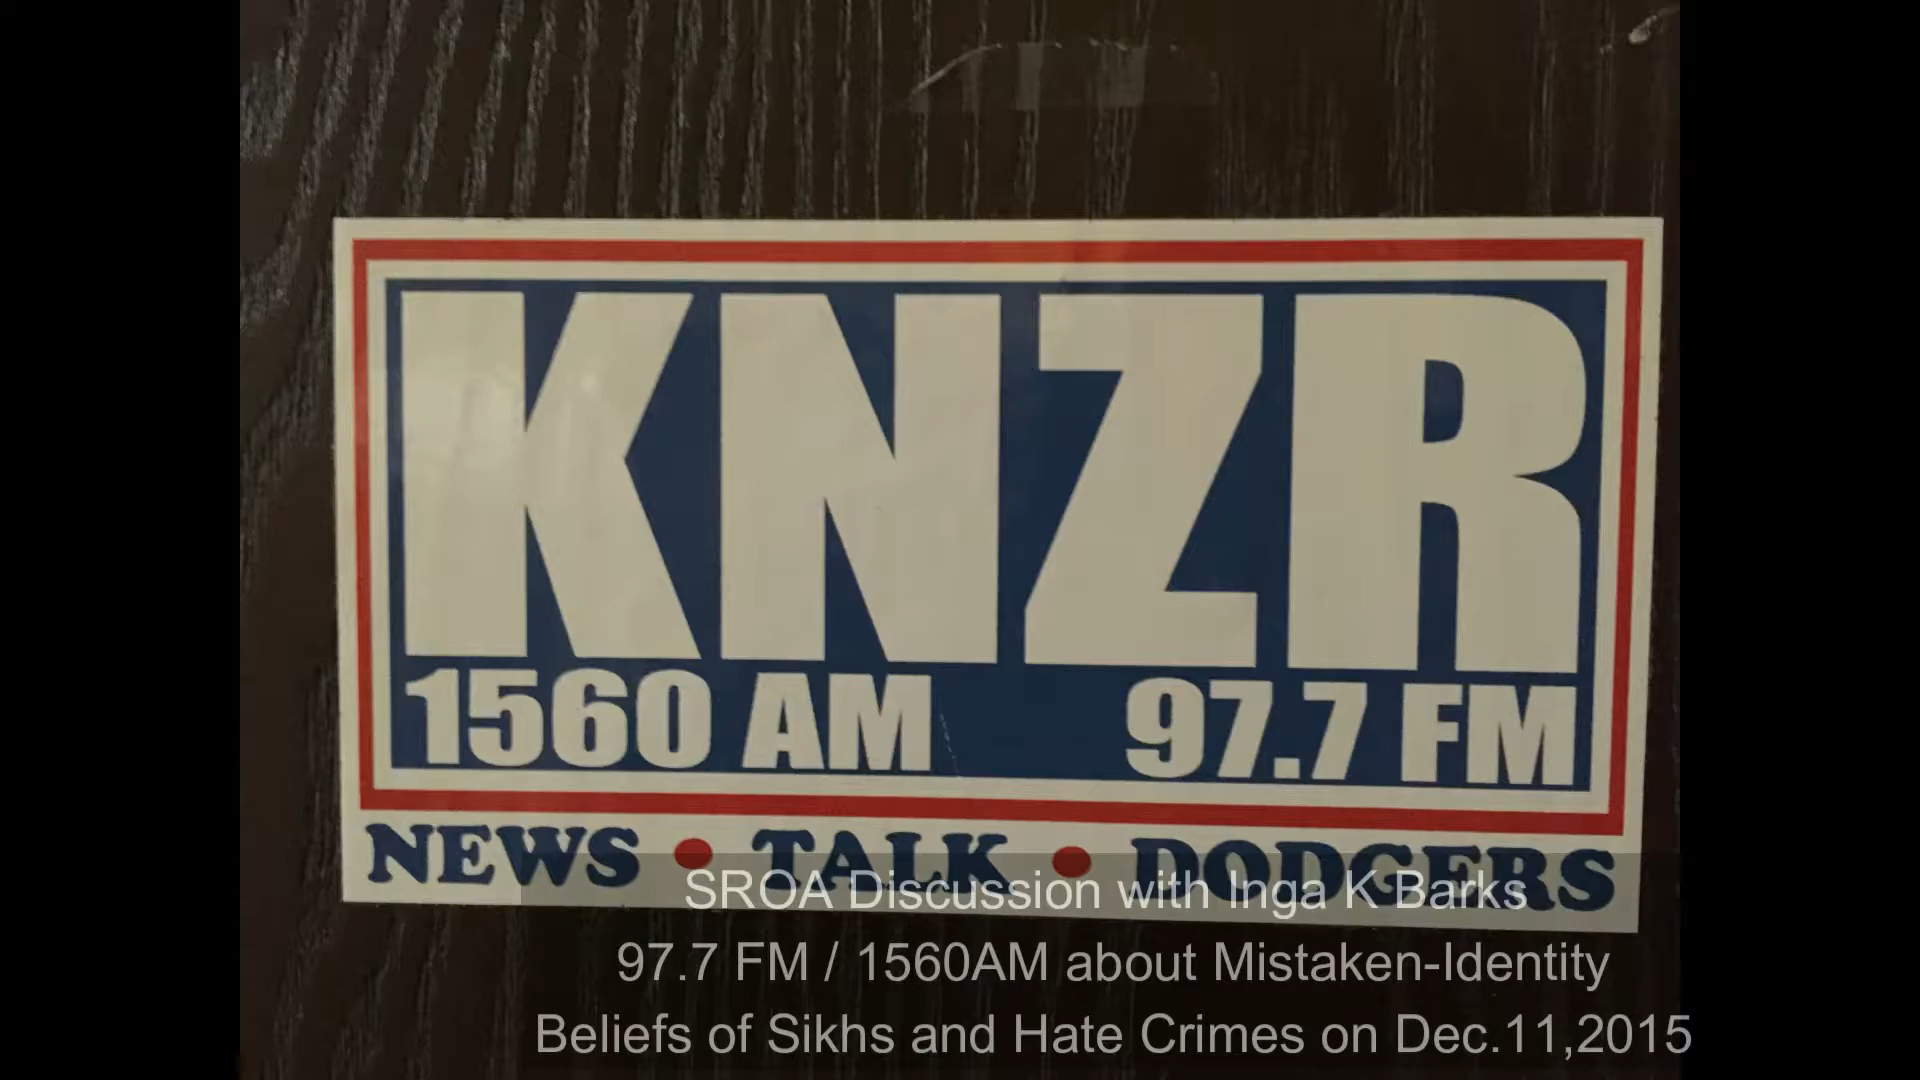 KNZR
1560 AM 97.7 FM
NEWS • TALK • DODGERS
SROA Discussion with Inga K Barks
97.7 FM / 1560AM about Mistaken-Identity
Beliefs of Sikhs and Hate Crimes on Dec.11,2015